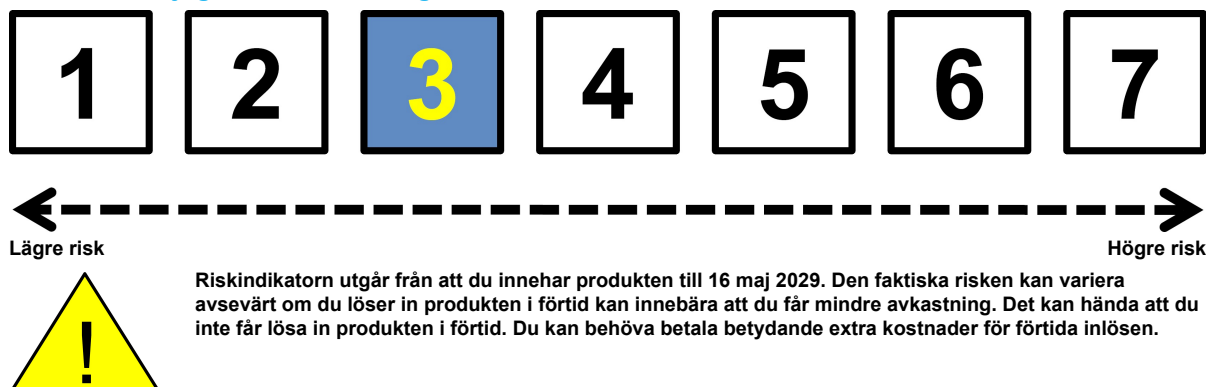 1 2 3 4 5 6 7
Lägre risk Högre risk
Riskindikatorn utgår från att du innehar produkten till 16 maj 2029. Den faktiska risken kan variera
avsevärt om du löser in produkten i förtid kan innebära att du får mindre avkastning. Det kan hända att du
inte får lösa in produkten i förtid. Du kan behöva betala betydande extra kostnader för förtida inlösen.
!